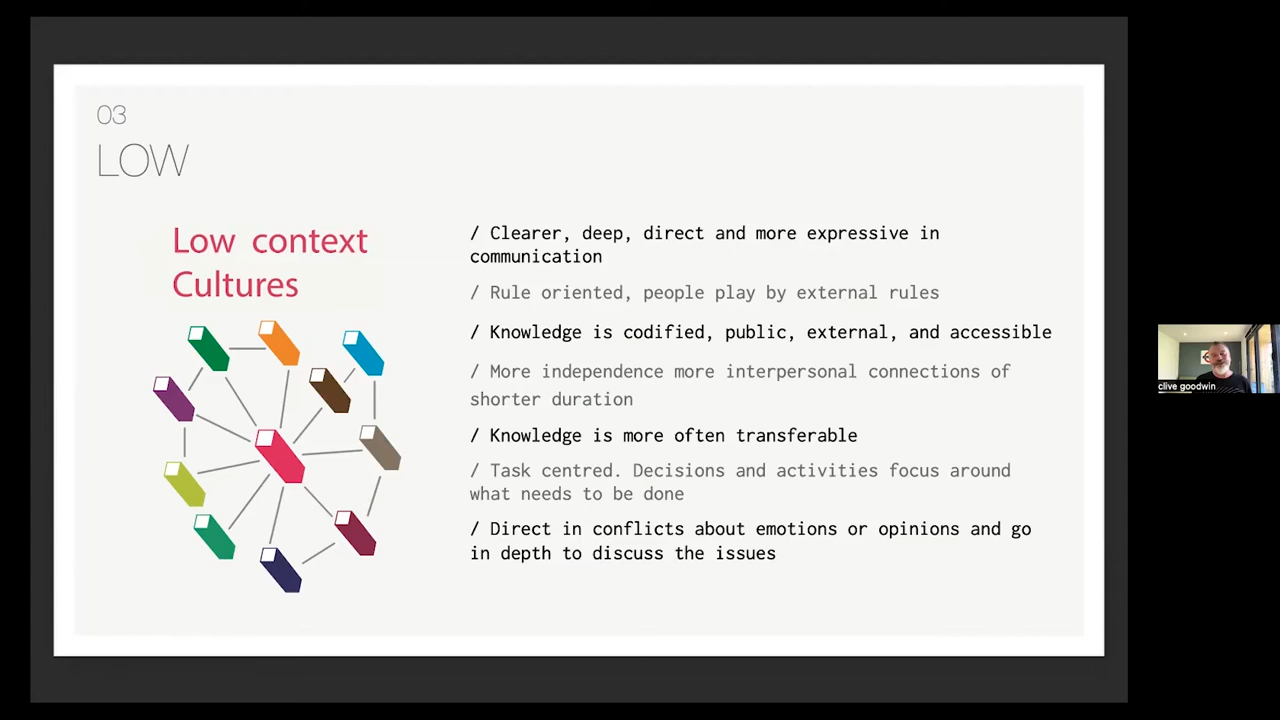 03
LOW
Low context
Cultures
/ Clearer, deep, direct and more expressive in
communication
/ Rule oriented, people play by external rules
/ Knowledge is codified, public, external, and accessible
/ More independence more interpersonal connections of
shorter duration
/ Knowledge is more often transferable
/ Task centred. Decisions and activities focus around
what needs to be done
/ Direct in conflicts about emotions or opinions and go
in depth to discuss the issues
clive goodwin